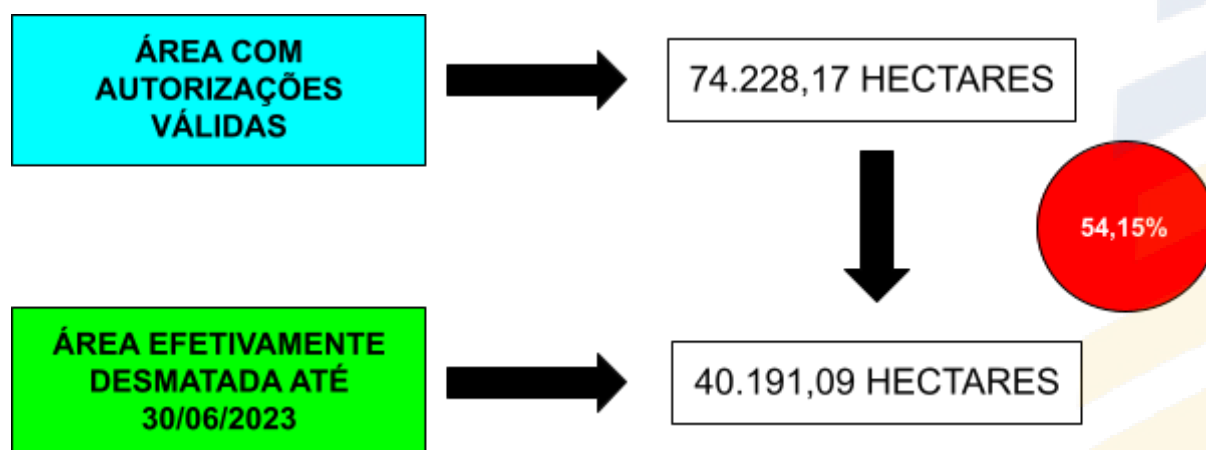 ÁREA COM
AUTORIZAÇÕES
VÁLIDAS
74.228,17 HECTARES
54,15%
ÁREA EFETIVAMENTE
DESMATADA ATÉ
30/06/2023
40.191,09 HECTARES